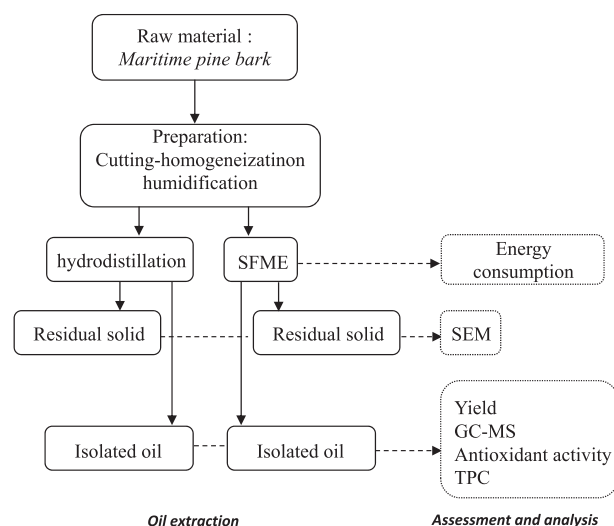 Raw material :
Maritime pine bark
Preparation:
Cutting-homogeneizatinon
humidification
hydrodistillation
SFME
Energy
consumption
Residual solid
Residual solid
SEM
Isolated oil
Isolated oil
Yield
GC-MS
Antioxidant activity
TPC
Oil extraction
Assessment and analysis